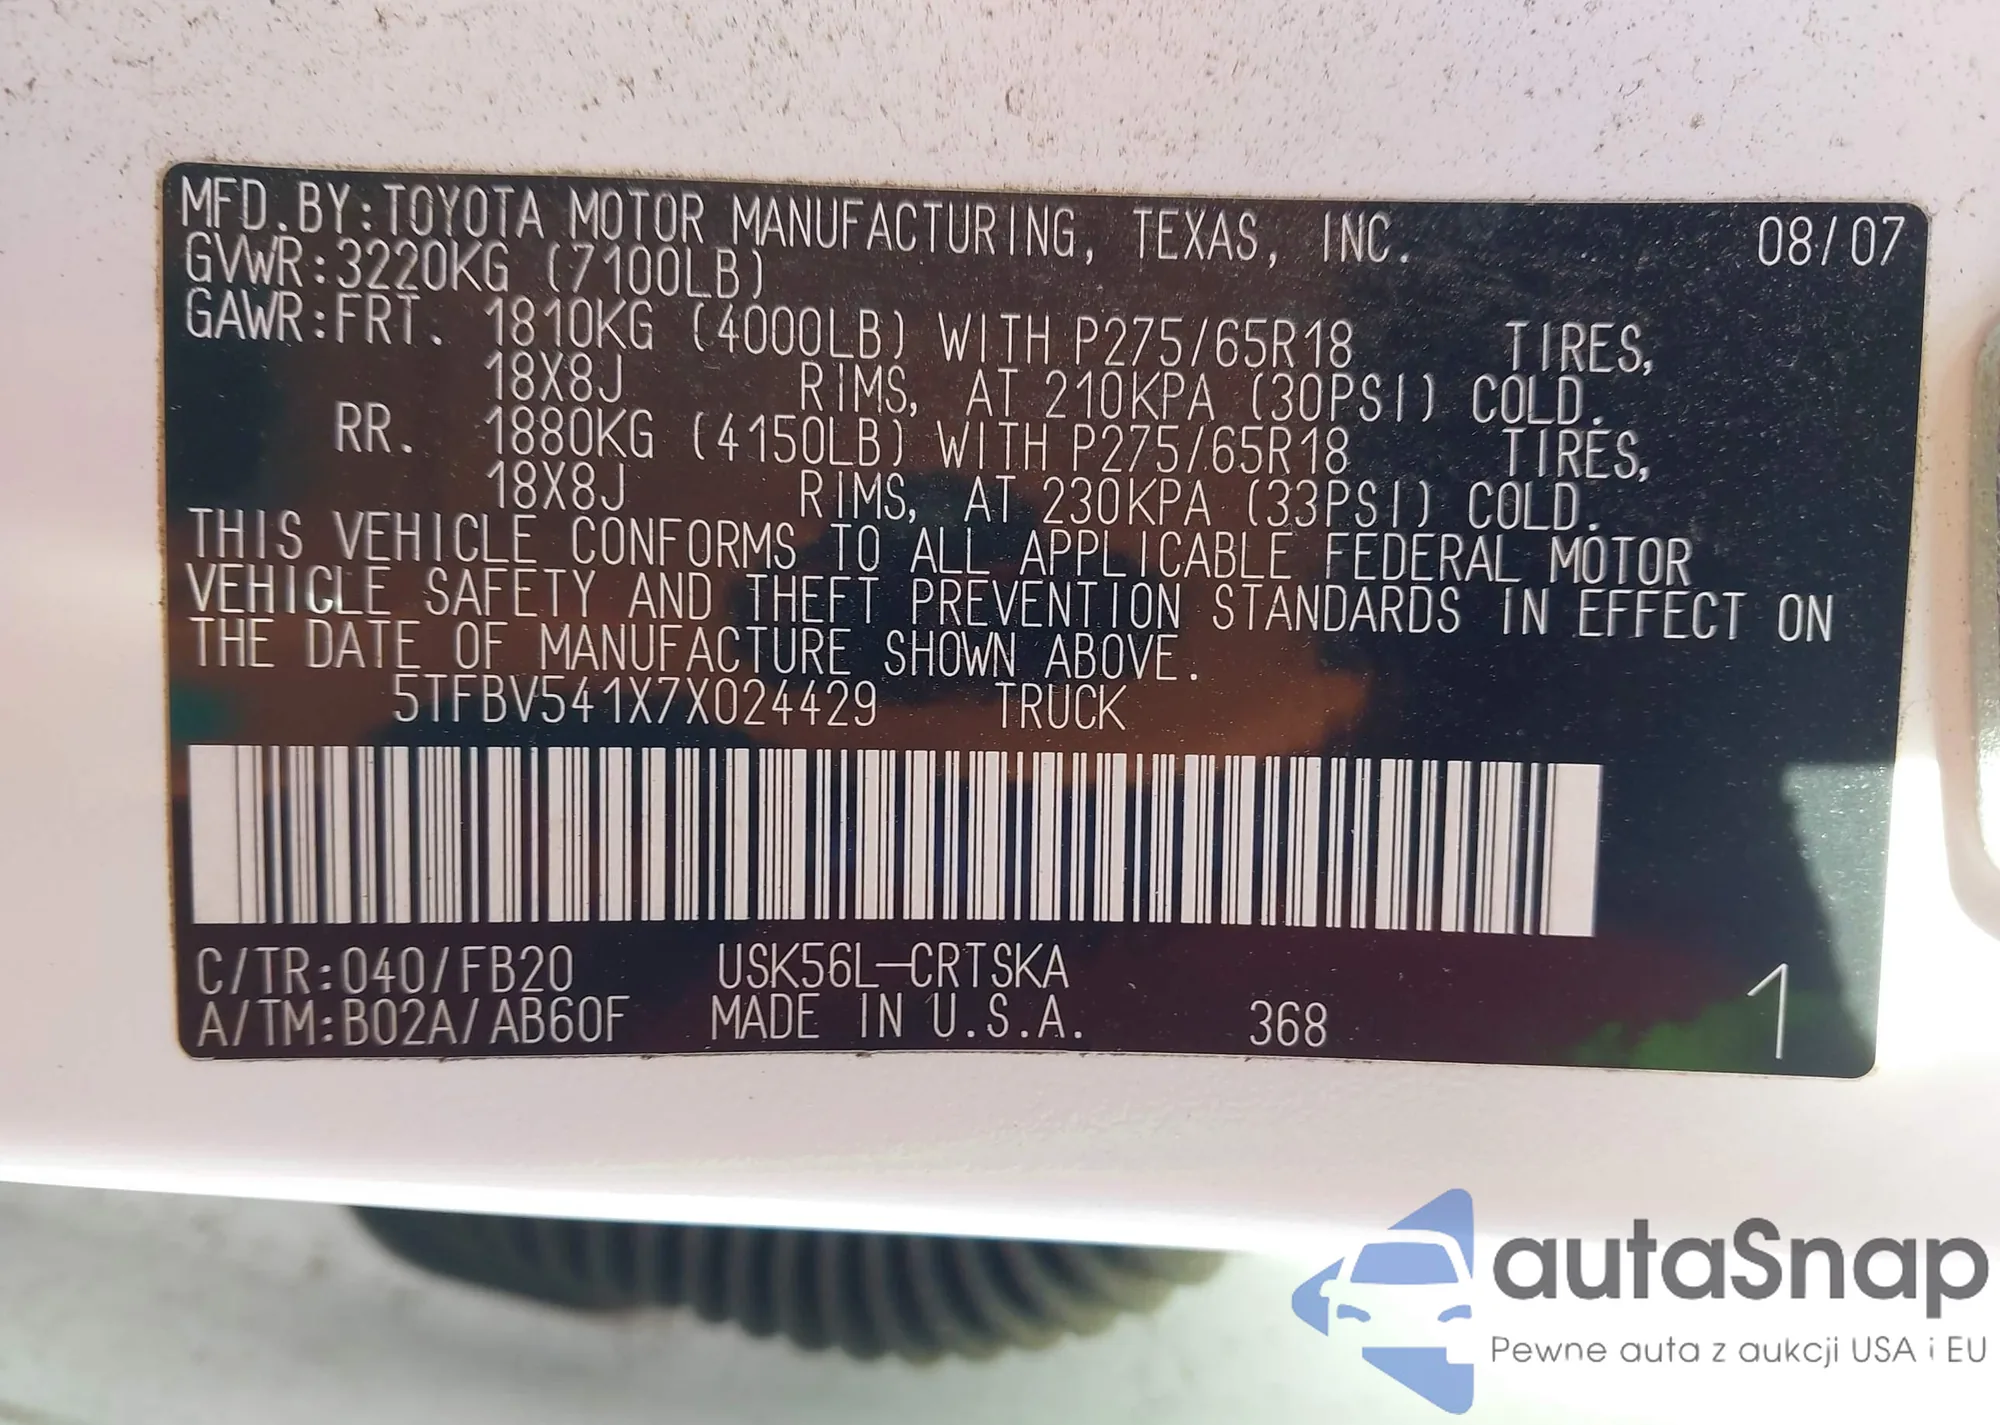 MFD.BY:TOYOTA MOTOR MANUFACTURING, TEXAS, INC. 08/07
GVWR:3220KG (7100LB)
GAWR:FRT. 1810KG (4000LB) WITH P275/65R18 TIRES,
18X8J RIMS, AT 210KPA (30PSI) COLD.
RR. 1880KG (4150LB) WITH P275/65R18 TIRES,
18X8J RIMS, AT 230KPA (33PSI) COLD.
THIS VEHICLE CONFORMS TO ALL APPLICABLE FEDERAL MOTOR
VEHICLE SAFETY AND THEFT PREVENTION STANDARDS IN EFFECT ON
THE DATE OF MANUFACTURE SHOWN ABOVE.
5TFBV541X7X024429 TRUCK
C/TR:040/FB20 USK56L-CRTSKA
A/TM:B02A/AB60F MADE IN U.S.A. 368 1
autaSnap
Pewne auta z aukcji USA i EU